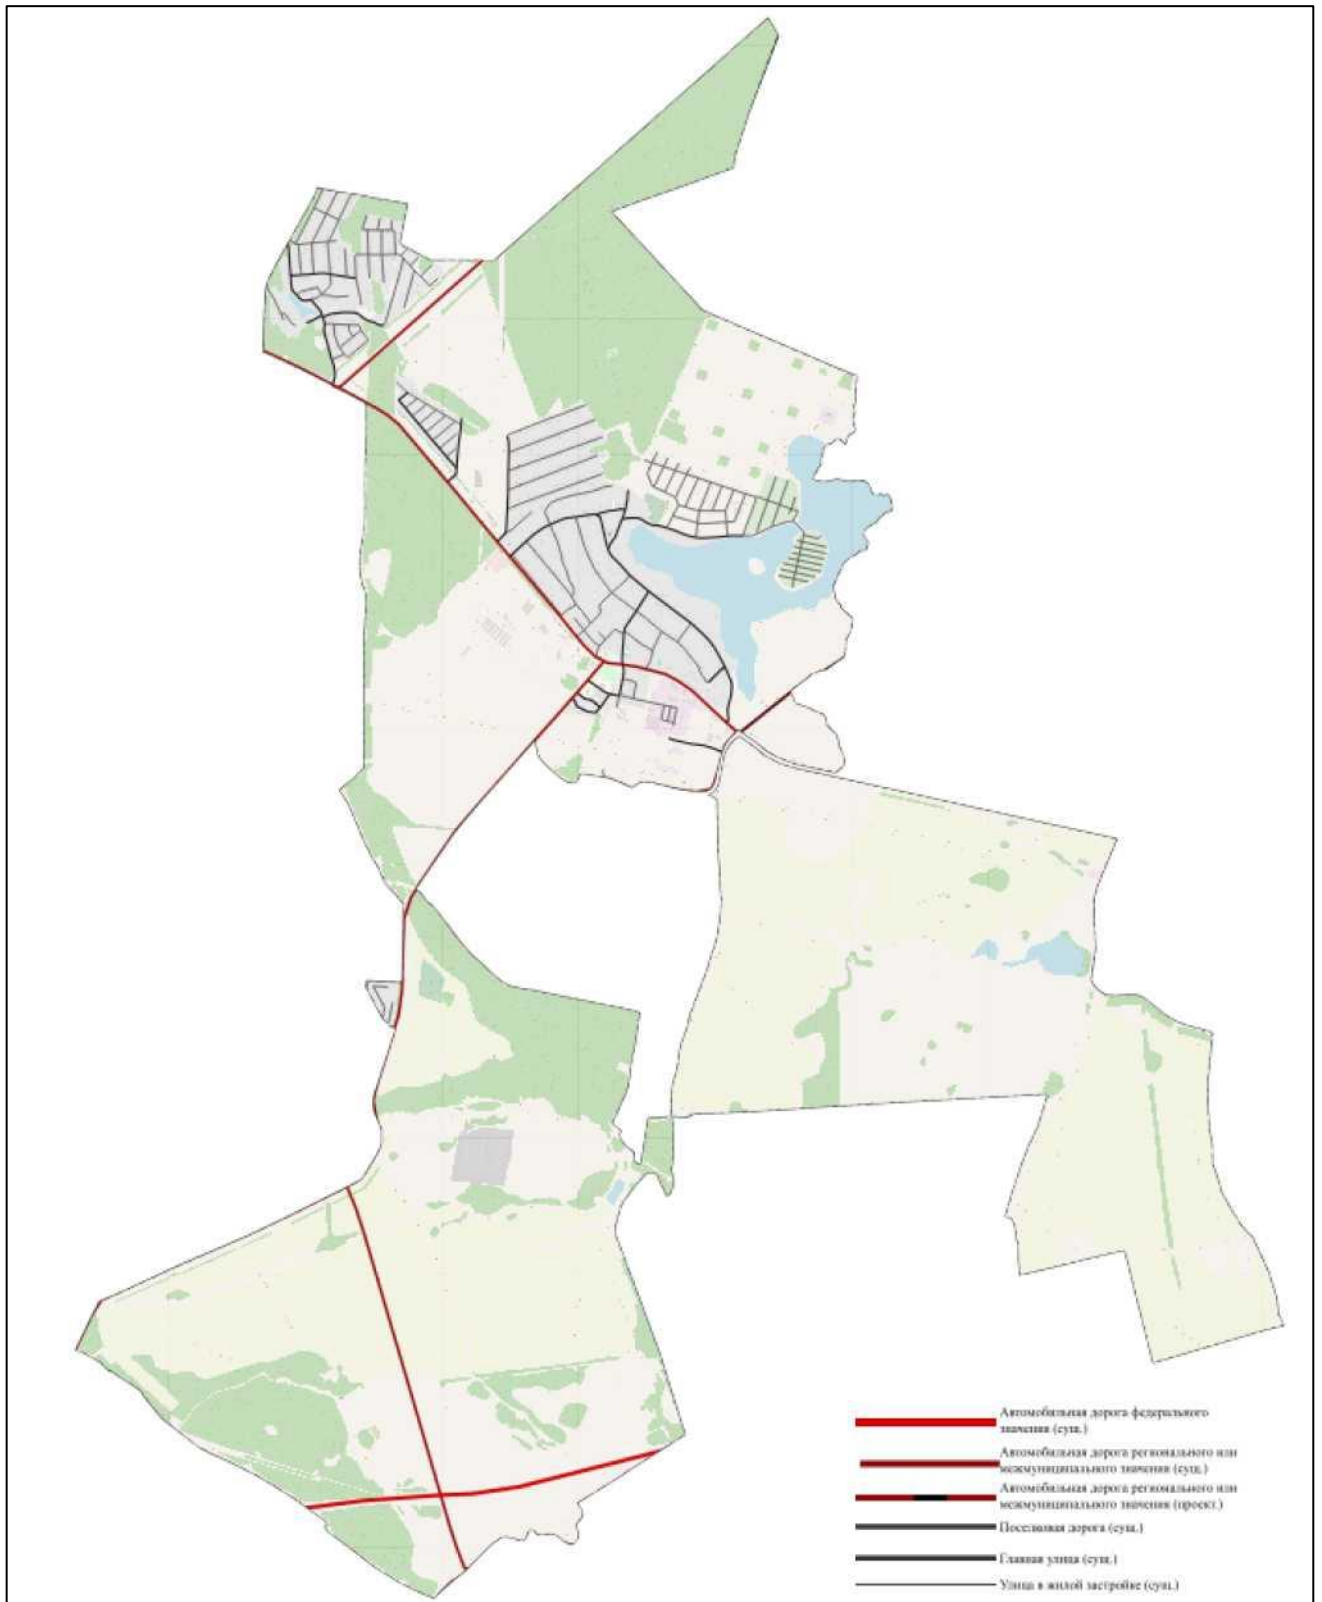 Автомобильная дорога федерального
значения (сущ.)
Автомобильная дорога регионального или
межмуниципального значения (сущ.)
Автомобильная дорога регионального или
межмуниципального значения (проект.)
Поселковая дорога (сущ.)
Главная улица (сущ.)
Улица в жилой застройке (сущ.)